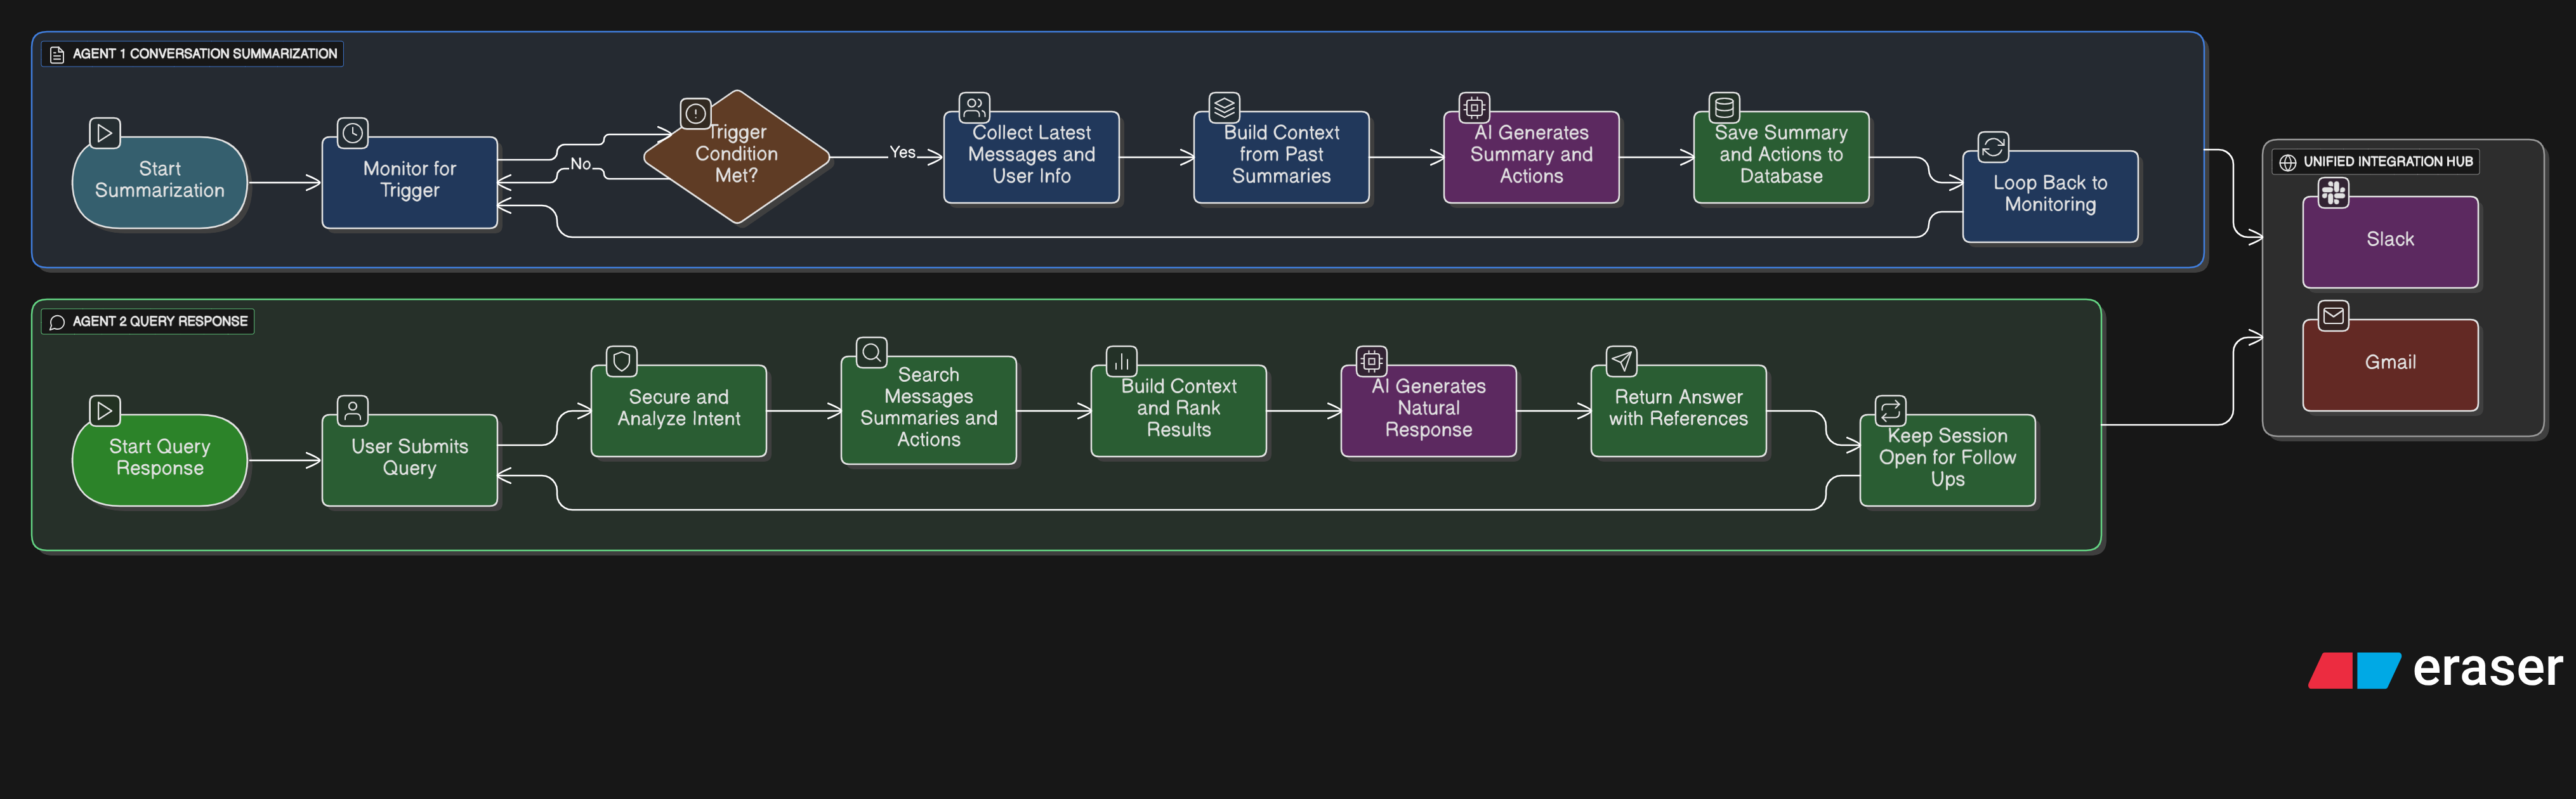 AGENT 1 CONVERSATION SUMMARIZATION
Start
Summarization
Monitor for
Trigger
No
Trigger
Condition
Met?
Yes
Collect Latest
Messages and
User Info
Build Context
from Past
Summaries
AI Generates
Summary and
Actions
Save Summary
and Actions to
Database
Loop Back to
Monitoring
UNIFIED INTEGRATION HUB
Slack
Gmail
AGENT 2 QUERY RESPONSE
Start Query
Response
User Submits
Query
Secure and
Analyze Intent
Search
Messages
Summaries and
Actions
Build Context
and Rank
Results
AI Generates
Natural
Response
Return Answer
with References
Keep Session
Open for Follow
Ups
eraser